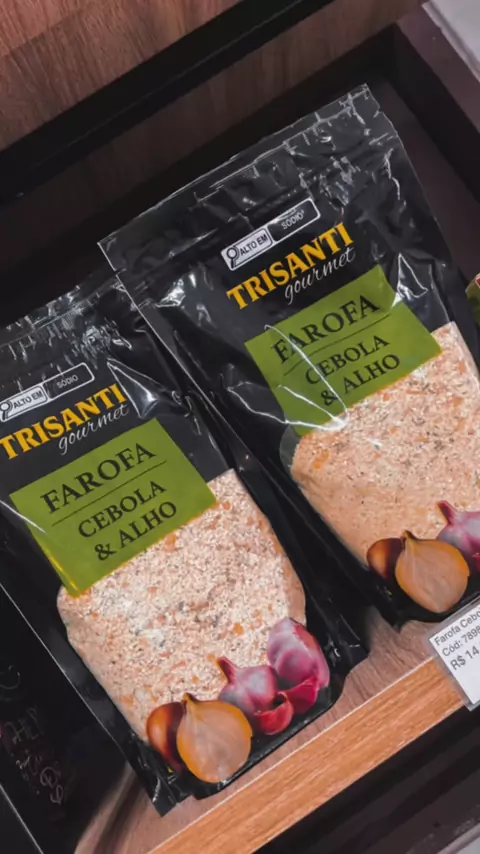 ALTO EM
SÓDIO
TRISANTI
gourmet
FAROFA
CEBOLA
& ALHO
ALTO EM
SÓDIO
TRISANTI
gourmet
FAROFA
CEBOLA
& ALHO
Farofa Cebo
Cód: 789
R$ 14